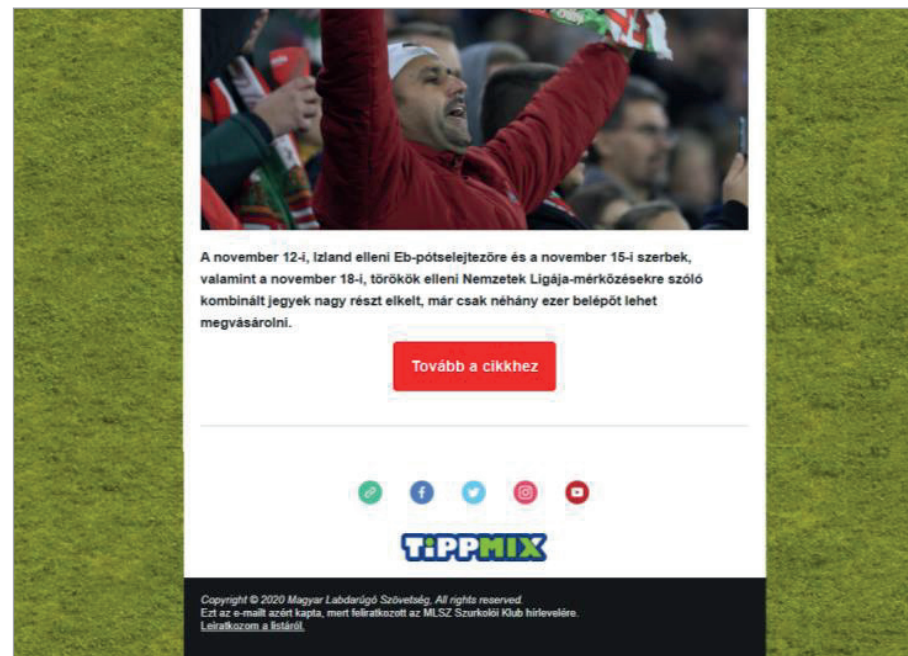 A november 12-i, Izland elleni Eb-pótselejtezőre és a november 15-i szerbek,
valamint a november 18-i, törökök elleni Nemzetek Ligája-mérközésekre szóló
kombinált jegyek nagy részt elkelt, már csak néhány ezer belépőt lehet
megvásárolni.
Tovább a cikkhez
TiPPMIX
Copyright © 2020 Magyar Labdarúgó Szövetség, All rights reserved.
Ezt az e-mailt azért kapta, mert feliratkozott az MLSZ Szurkolói Klub hírlevelére.
Leiratkozom a listáról.